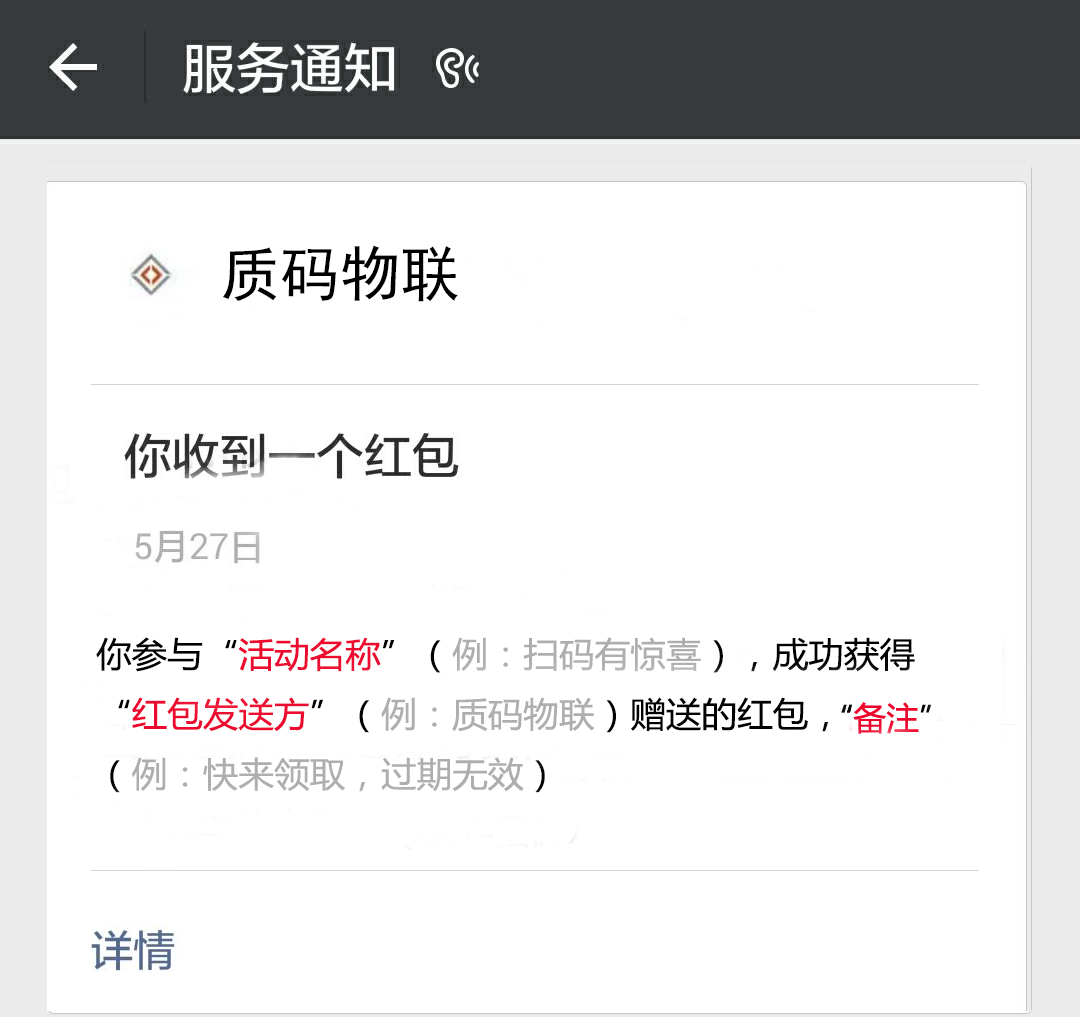 服务通知
质码物联
你收到一个红包
5月27日
你参与“活动名称”（例：扫码有惊喜），成功获得
“红包发送方”（例：质码物联）赠送的红包，“备注”
（例：快来领取，过期无效）
详情